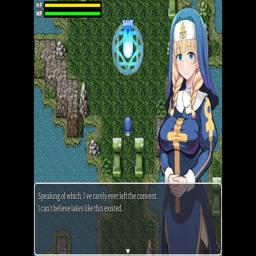 HP
MP
SAVE
Speaking of which, I've rarely ever left the convent..
I can't believe lakes like this existed..